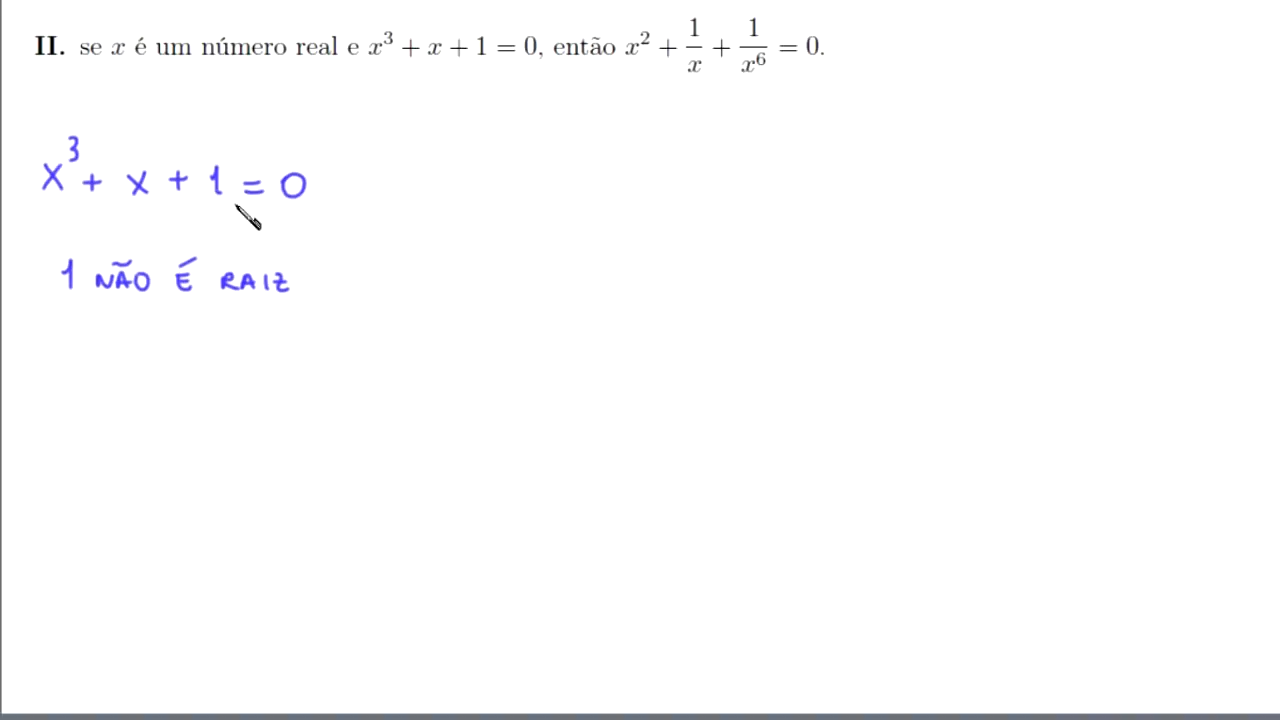 II. se x é um número real e x³ + x + 1 = 0, então x² + 1/x + 1/x⁶ = 0.
x³ + x + 1 = 0
1 NÃO É RAIZ